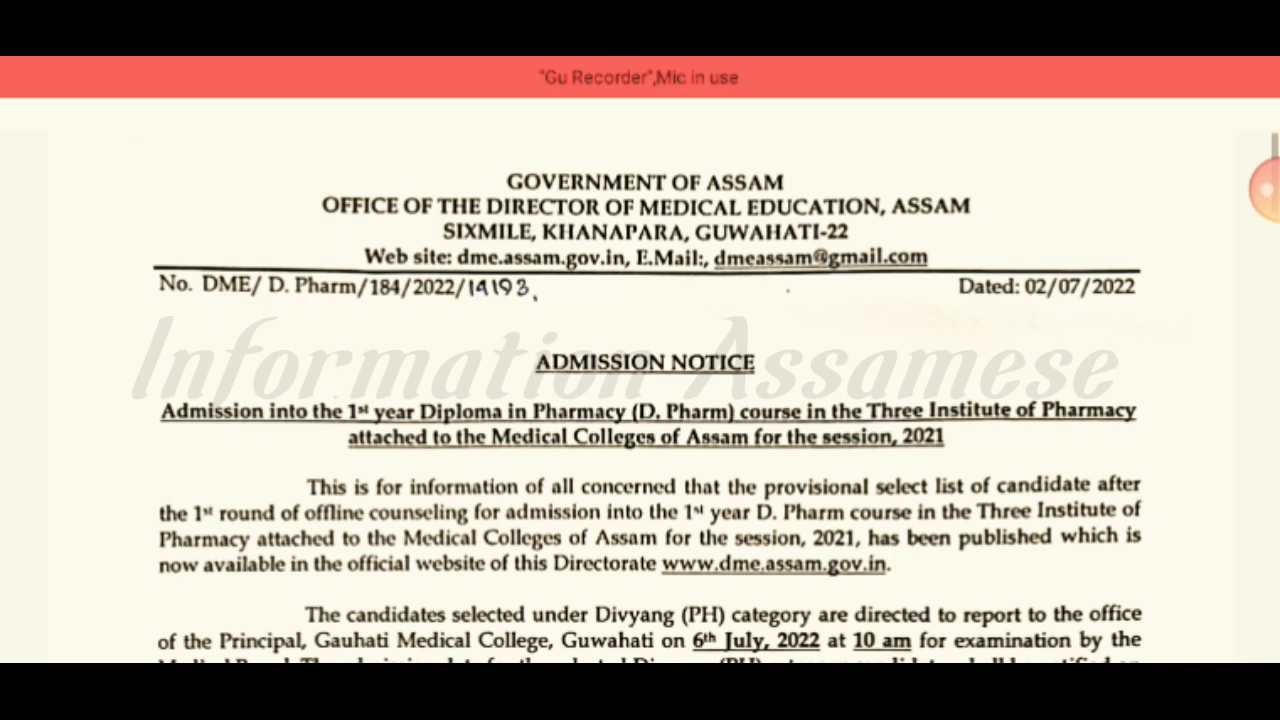 "Gu Recorder",Mic in use
GOVERNMENT OF ASSAM
OFFICE OF THE DIRECTOR OF MEDICAL EDUCATION, ASSAM
SIXMILE, KHANAPARA, GUWAHATI-22
Web site: dme.assam.gov.in, E.Mail:, dmeassam@gmail.com
No. DME/ D. Pharm/184/2022/14193,
Dated: 02/07/2022
Information Assamese
ADMISSION NOTICE
Admission into the 1st year Diploma in Pharmacy (D. Pharm) course in the Three Institute of Pharmacy
attached to the Medical Colleges of Assam for the session, 2021
This is for information of all concerned that the provisional select list of candidate after
the 1st round of offline counseling for admission into the 1st year D. Pharm course in the Three Institute of
Pharmacy attached to the Medical Colleges of Assam for the session, 2021, has been published which is
now available in the official website of this Directorate www.dme.assam.gov.in.
The candidates selected under Divyang (PH) category are directed to report to the office
of the Principal, Gauhati Medical College, Guwahati on 6th July, 2022 at 10 am for examination by the